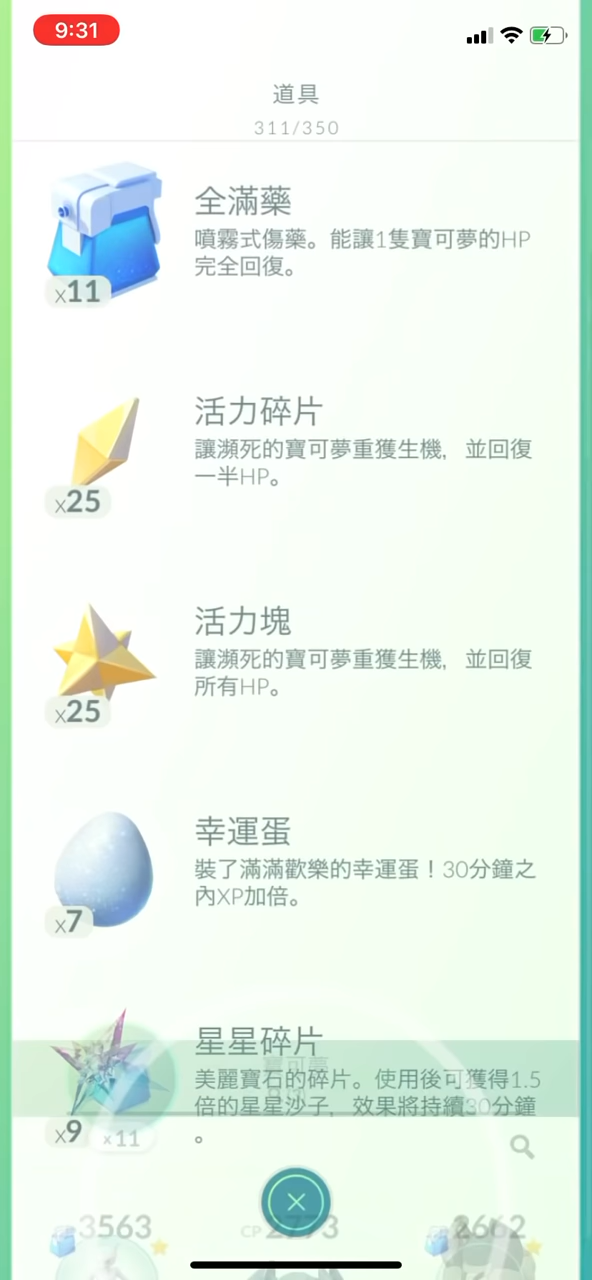 9:31
道具
311/350
全滿藥
噴霧式傷藥。能讓1隻寶可夢的HP
完全回復。
x11
活力碎片
讓瀕死的寶可夢重獲生機，並回復
一半HP。
x25
活力塊
讓瀕死的寶可夢重獲生機，並回復
所有HP。
x25
幸運蛋
裝了滿滿歡樂的幸運蛋！30分鐘之
內XP加倍。
x7
星星碎片
美麗寶石的碎片。使用後可獲得1.5
倍的星星沙子，效果將持續30分鐘
。
x9
x11
3563
CP
2662